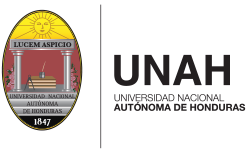 LUCEM ASPICIO
UNIVERSIDAD NACIONAL
AUTÓNOMA
DE HONDURAS
1847
UNAH
UNIVERSIDAD NACIONAL
AUTÓNOMA DE HONDURAS